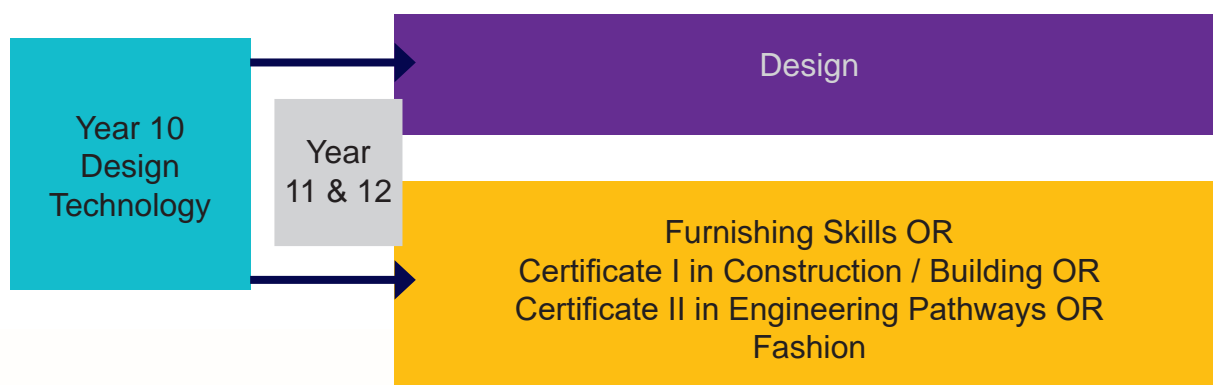 Year 10
Design
Technology
Year
11 & 12
Design
Furnishing Skills OR
Certificate I in Construction / Building OR
Certificate II in Engineering Pathways OR
Fashion